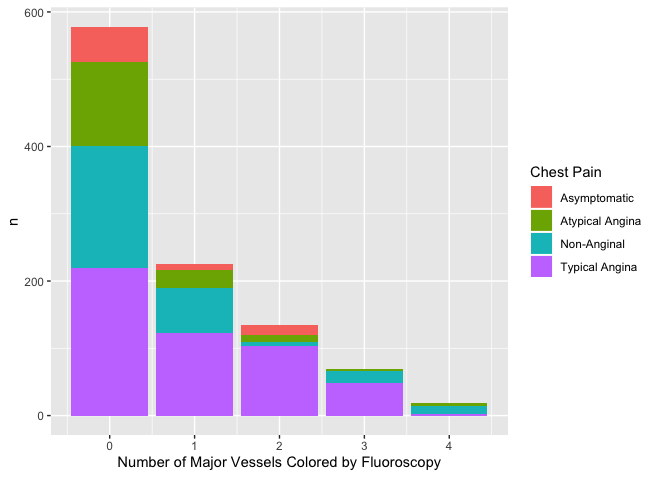 600
400
200
0
n
0 1 2 3 4
Number of Major Vessels Colored by Fluoroscopy
Chest Pain
Asymptomatic
Atypical Angina
Non-Anginal
Typical Angina